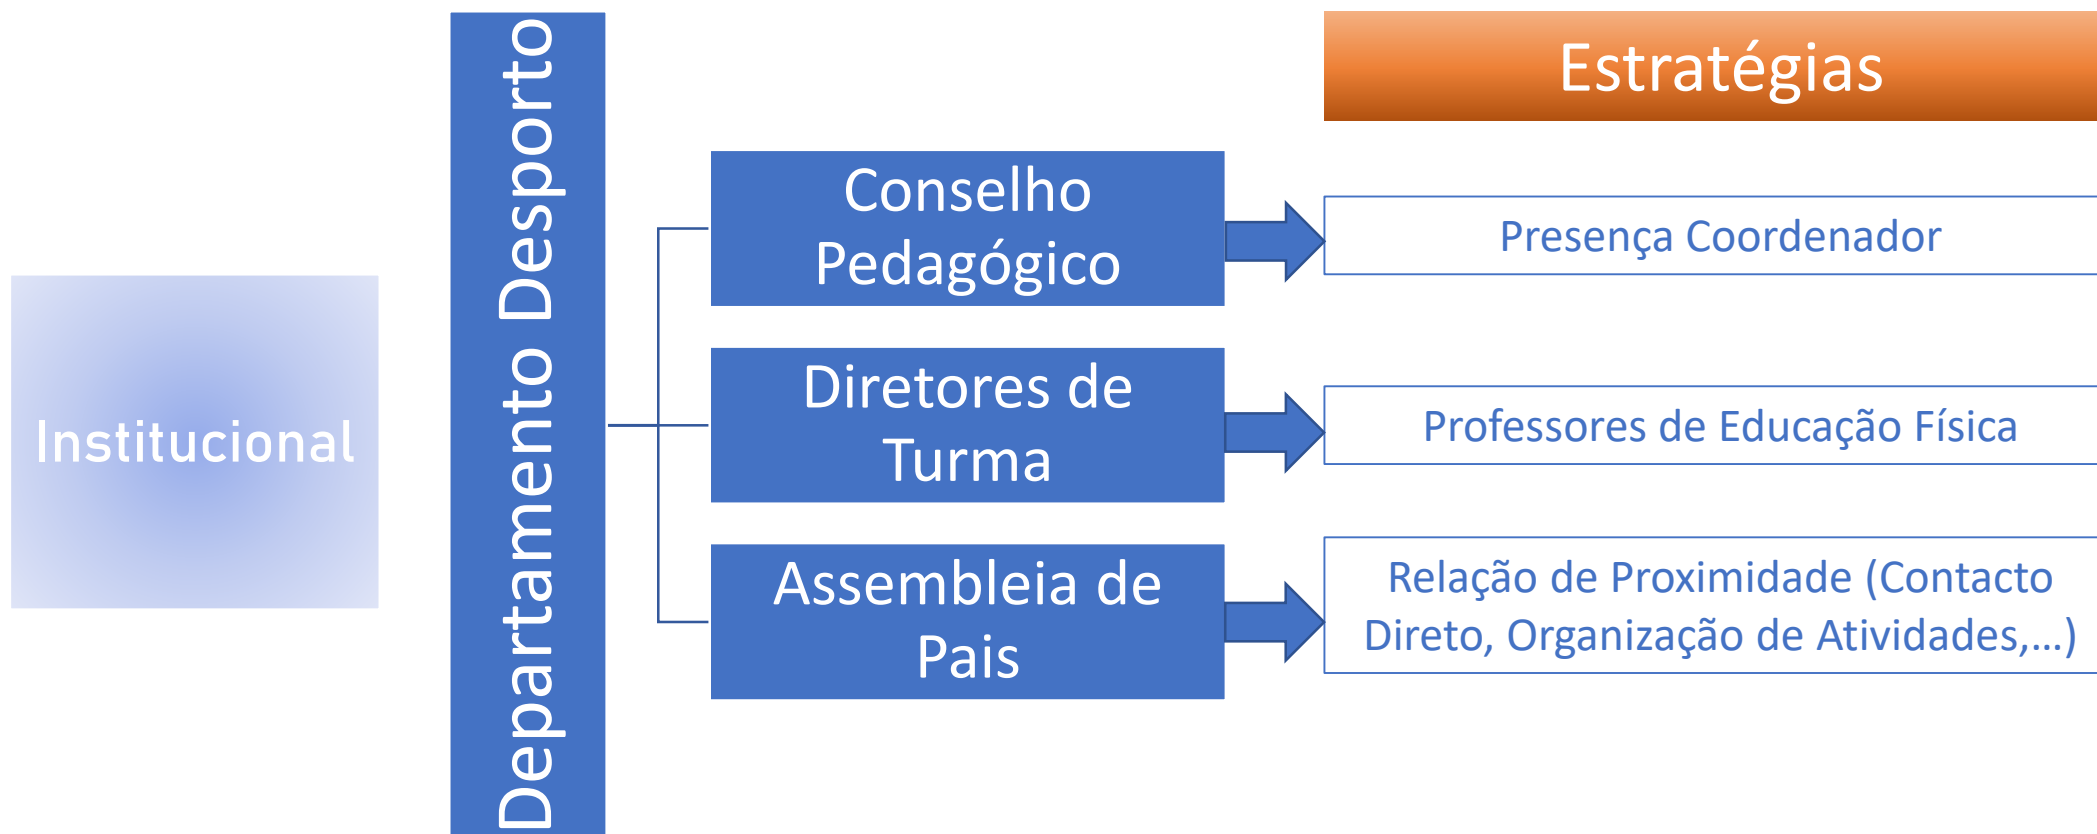 Institucional
Departamento Desporto
Estratégias
Conselho
Pedagógico
Presença Coordenador
Diretores de
Turma
Professores de Educação Física
Assembleia de
Pais
Relação de Proximidade (Contacto
Direto, Organização de Atividades,...)